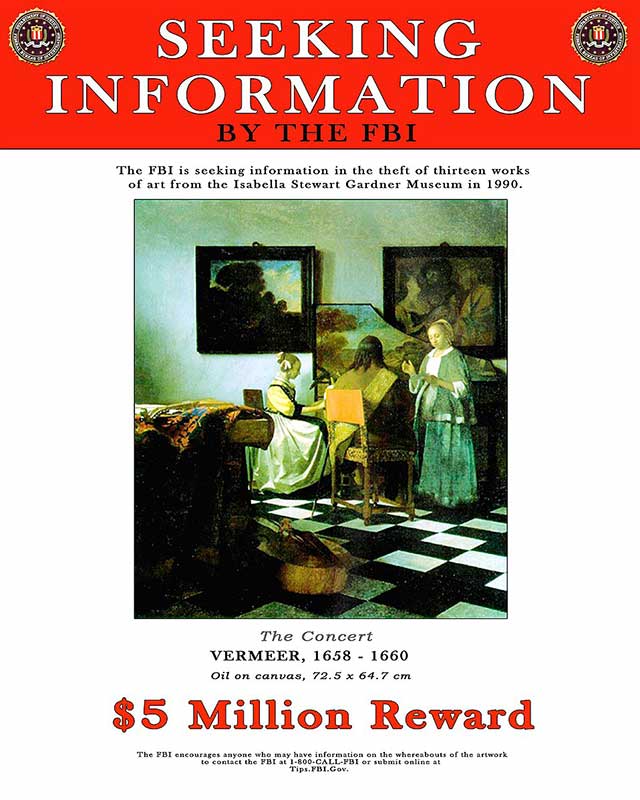 SEEKING
INFORMATION
BY THE FBI
The FBI is seeking information in the theft of thirteen works
of art from the Isabella Stewart Gardner Museum in 1990.
The Concert
VERMEER, 1658 - 1660
Oil on canvas, 72.5 x 64.7 cm
$5 Million Reward
The FBI encourages anyone who may have information on the whereabouts of the artwork
to contact the FBI at 1-800-CALL-FBI or submit online at
Tips.FBI.Gov.